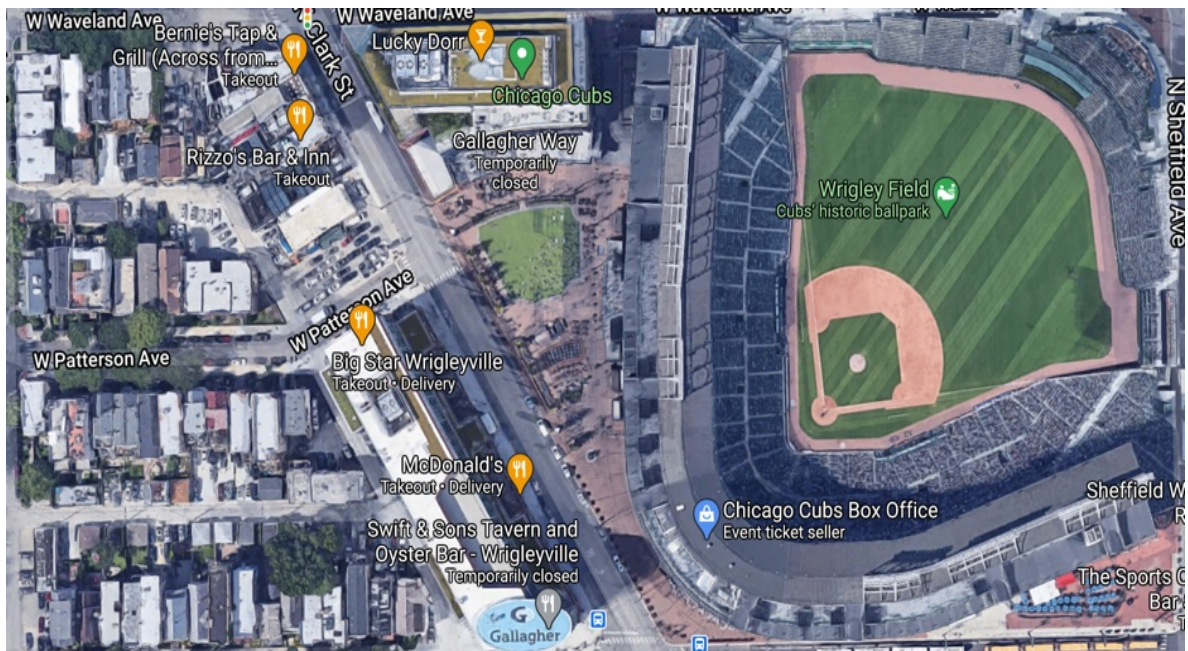 W Waveland Ave
W Waveland Ave
W Waveland Ave
N Clark St
Bernie's Tap &
Grill (Across from...
Takeout
Lucky Dorr
Chicago Cubs
Rizzo's Bar & Inn
Takeout
Gallagher Way
Temporarily
closed
N Sheffield Ave
Wrigley Field
Cubs' historic ballpark
W Patterson Ave
W Patterson Ave
Big Star Wrigleyville
Takeout • Delivery
McDonald's
Takeout • Delivery
Swift & Sons Tavern and
Oyster Bar - Wrigleyville
Temporarily closed
Chicago Cubs Box Office
Event ticket seller
Sheffield W
R
The Sports C
Bar
T
G
Gallagher